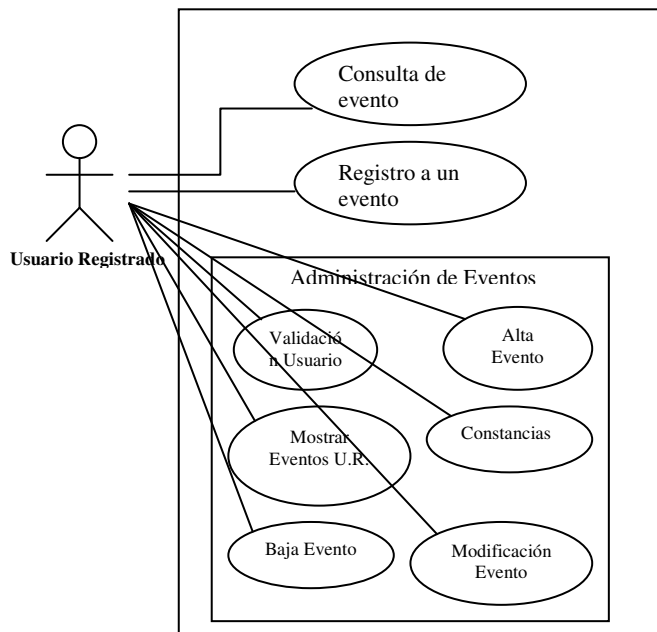 Consulta de
evento
Registro a un
evento
Usuario Registrado
Administración de Eventos
Validació
n Usuario
Alta
Evento
Mostrar
Eventos U.R.
Constancias
Baja Evento
Modificación
Evento